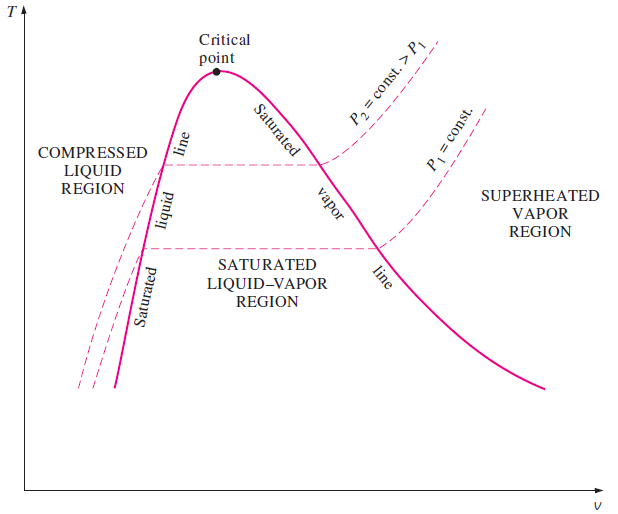 T
Critical
point
P₂ = const. > P₁
P₁ = const.
Saturated
vapor
line
COMPRESSED
LIQUID
REGION
line
liquid
Saturated
SUPERHEATED
VAPOR
REGION
SATURATED
LIQUID–VAPOR
REGION
v